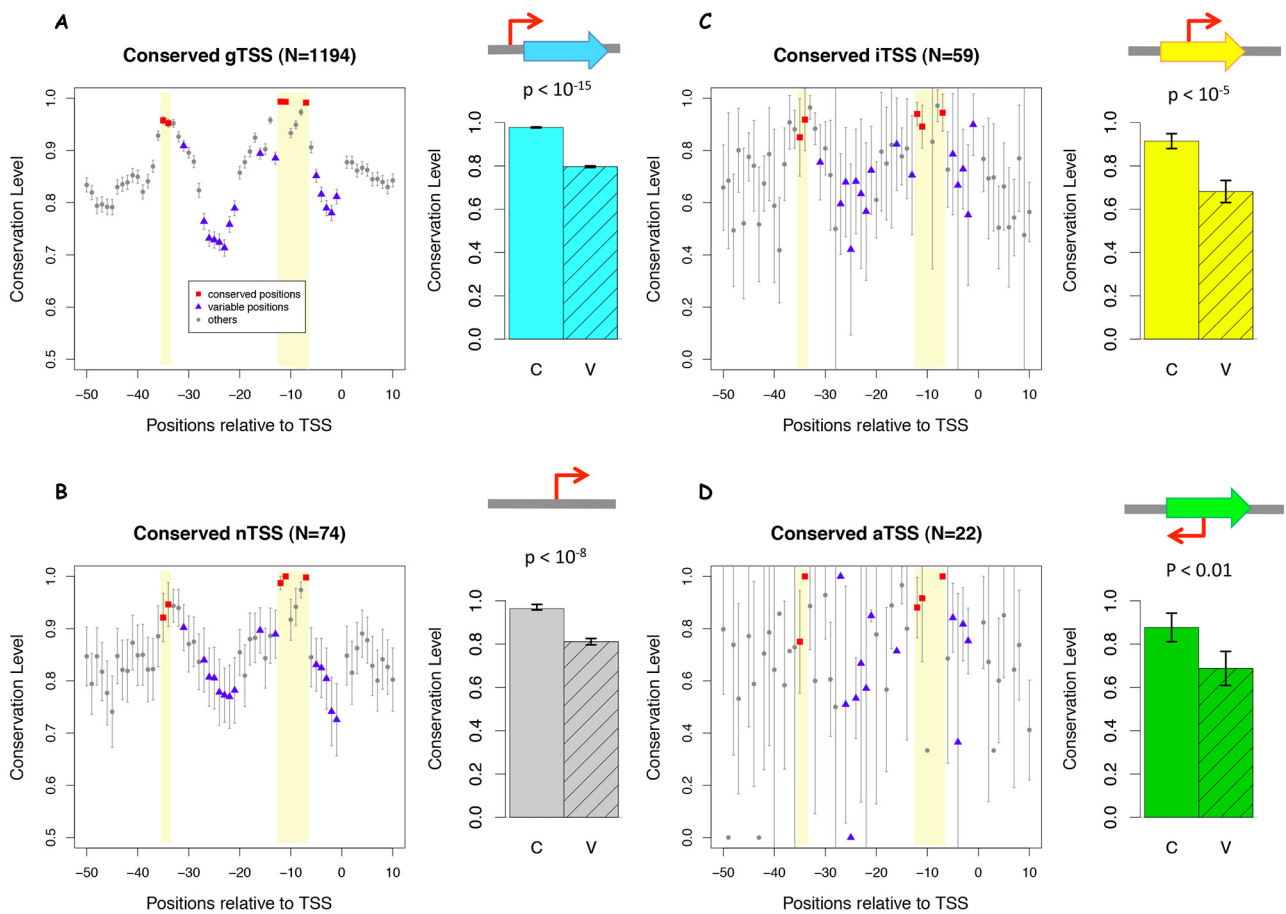 A
Conserved gTSS (N=1194)
p < 10-15
Conservation Level
1.0
0.9
0.8
0.7
0.6
0.5
conserved positions
variable positions
others
−50 −40 −30 −20 −10 0 10
Positions relative to TSS
Conservation Level
1.0
0.8
0.6
0.4
0.2
0.0
C V
C
Conserved iTSS (N=59)
p < 10-5
Conservation Level
1.0
0.8
0.6
0.4
0.2
0.0
−50 −40 −30 −20 −10 0 10
Positions relative to TSS
Conservation Level
1.0
0.8
0.6
0.4
0.2
0.0
C V
B
Conserved nTSS (N=74)
p < 10-8
Conservation Level
1.0
0.9
0.8
0.7
0.6
0.5
−50 −40 −30 −20 −10 0 10
Positions relative to TSS
Conservation Level
1.0
0.8
0.6
0.4
0.2
0.0
C V
D
Conserved aTSS (N=22)
P < 0.01
Conservation Level
1.0
0.8
0.6
0.4
0.2
0.0
−50 −40 −30 −20 −10 0 10
Positions relative to TSS
Conservation Level
1.0
0.8
0.6
0.4
0.2
0.0
C V